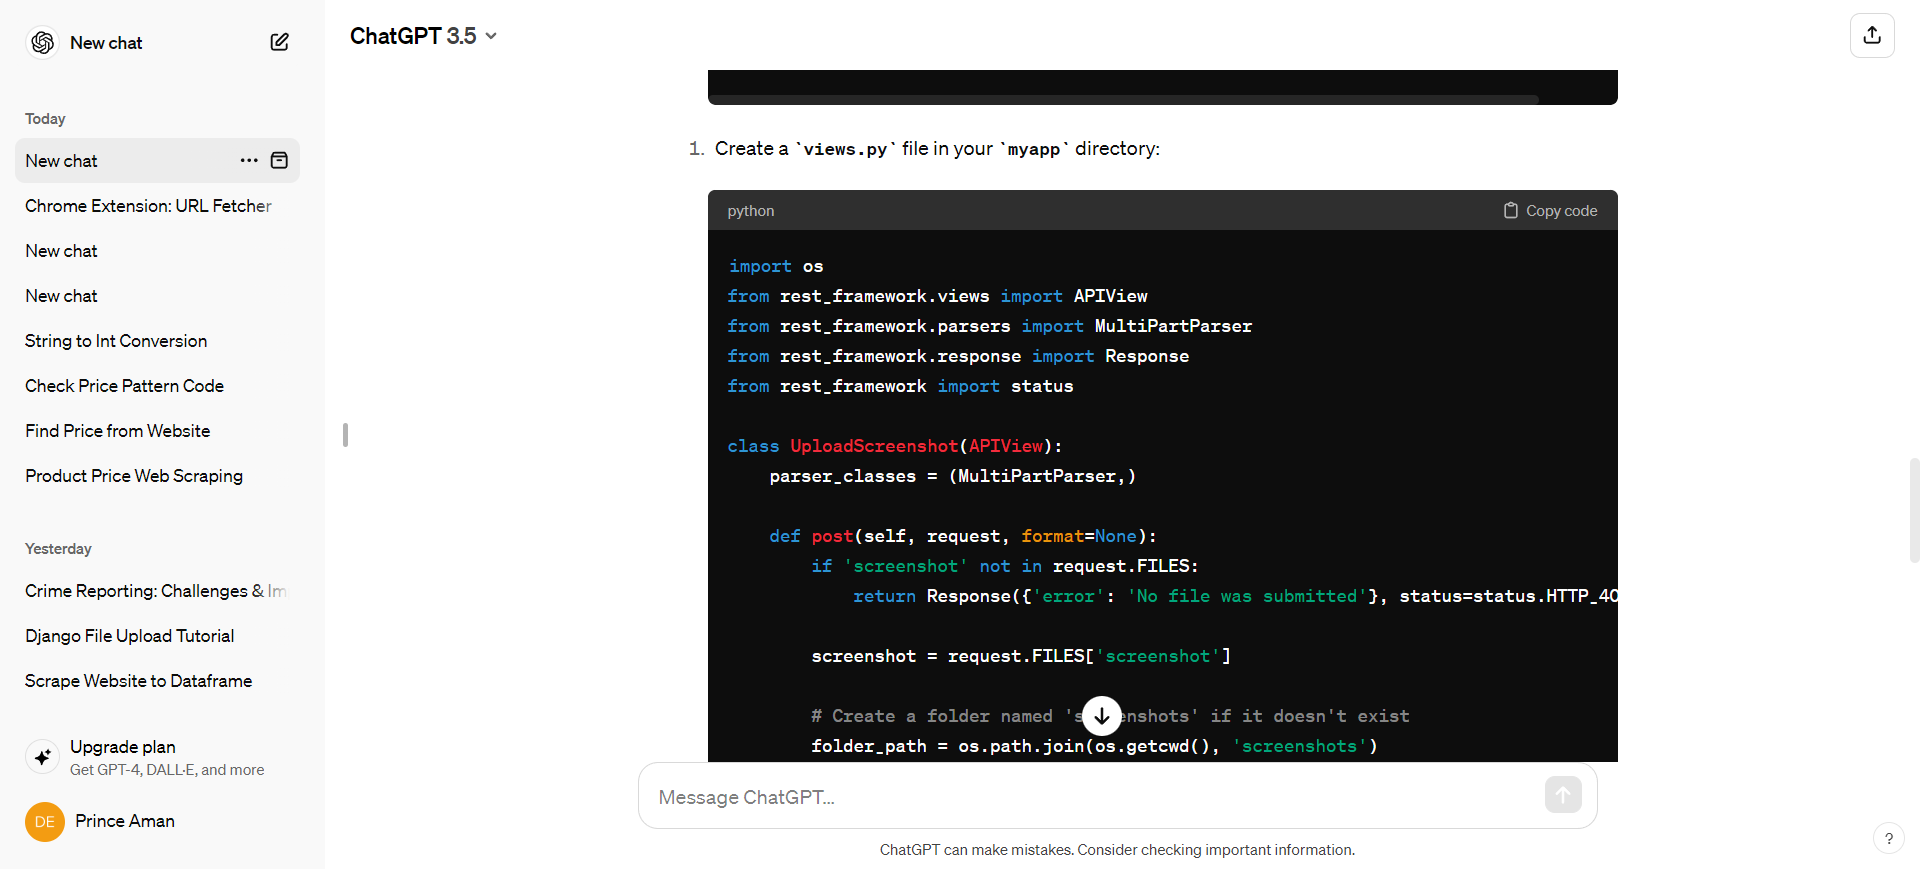 New chat
Today
New chat
Chrome Extension: URL Fetcher
New chat
New chat
String to Int Conversion
Check Price Pattern Code
Find Price from Website
Product Price Web Scraping
Yesterday
Crime Reporting: Challenges & Im
Django File Upload Tutorial
Scrape Website to Dataframe
Upgrade plan
Get GPT-4, DALL·E, and more
DE Prince Aman
ChatGPT 3.5
1. Create a `views.py` file in your `myapp` directory:
python Copy code
import os
from rest_framework.views import APIView
from rest_framework.parsers import MultiPartParser
from rest_framework.response import Response
from rest_framework import status
class UploadScreenshot(APIView):
    parser_classes = (MultiPartParser,)
    def post(self, request, format=None):
        if 'screenshot' not in request.FILES:
            return Response({'error': 'No file was submitted'}, status=status.HTTP_40
        screenshot = request.FILES['screenshot']
        # Create a folder named 's enshots' if it doesn't exist
        folder_path = os.path.join(os.getcwd(), 'screenshots')
Message ChatGPT...
ChatGPT can make mistakes. Consider checking important information.
?